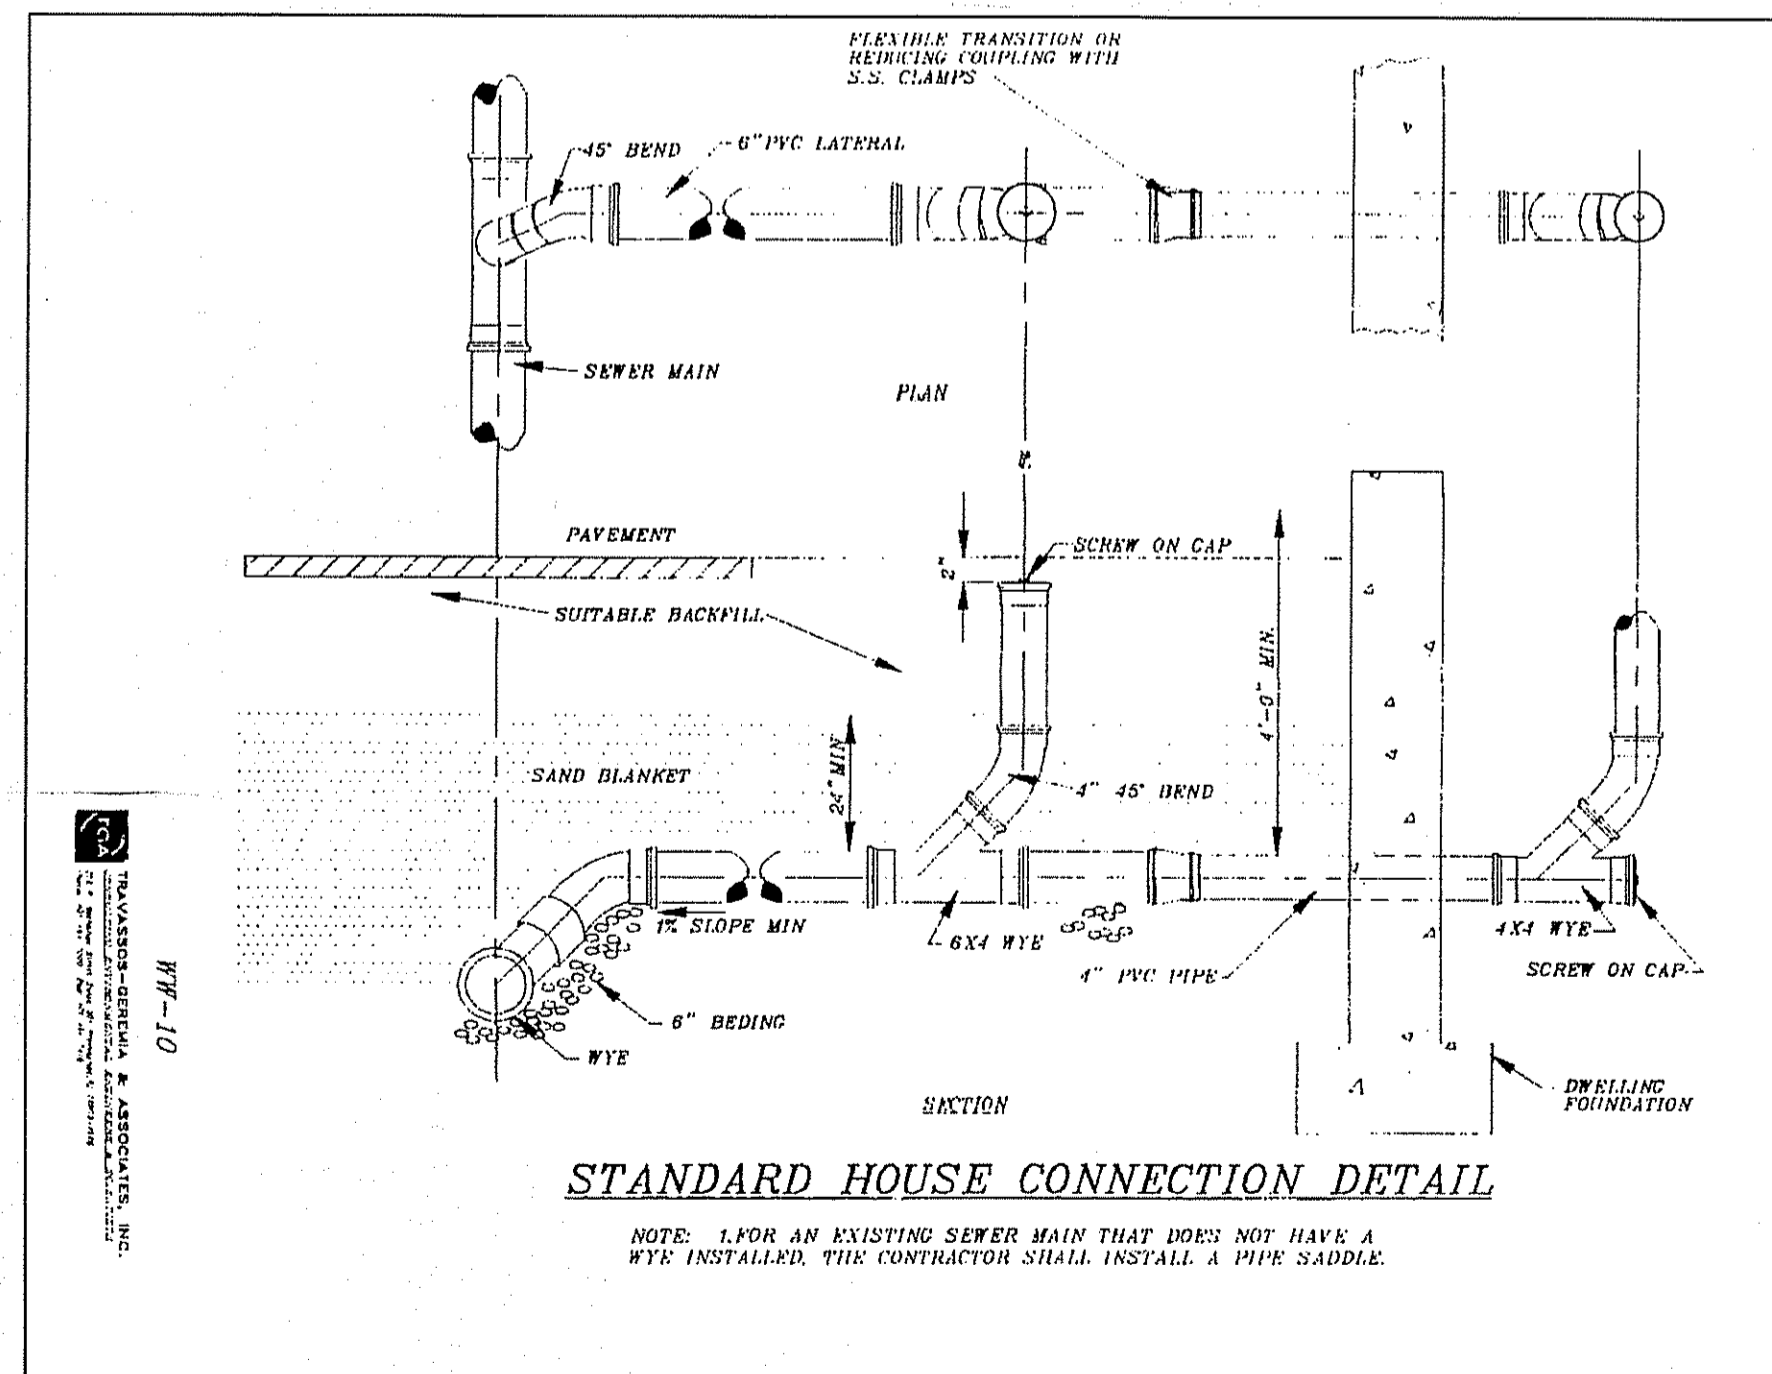 FLEXIBLE TRANSITION OR
REDUCING COUPLING WITH
S.S. CLAMPS
45° BEND
6" PVC LATERAL
SEWER MAIN
PLAN
PAVEMENT
2"
SCREW ON CAP
SUITABLE BACKFILL
4'-0" MIN.
SAND BLANKET
24" MIN
4" 45° BEND
1% SLOPE MIN
6X4 WYE
4" PVC PIPE
4X4 WYE
SCREW ON CAP
6" BEDING
WYE
SECTION
DWELLING
FOUNDATION
STANDARD HOUSE CONNECTION DETAIL
NOTE: 1.FOR AN EXISTING SEWER MAIN THAT DOES NOT HAVE A
WYE INSTALLED, THE CONTRACTOR SHALL INSTALL A PIPE SADDLE.
WW-10
TGA
TRAVASSOS-GEREMIA & ASSOCIATES, INC.